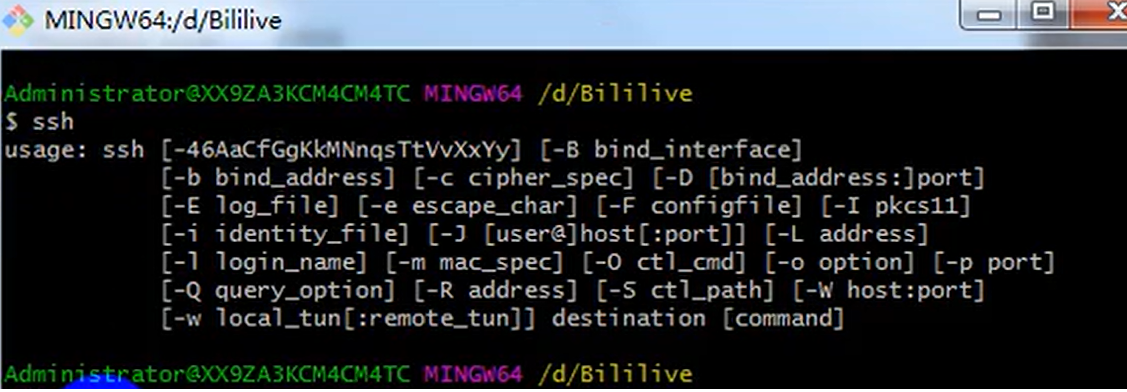 MINGW64:/d/Bililive
Administrator@XX9ZA3KCM4CM4TC MINGW64 /d/Bililive
$ ssh
usage: ssh [-46AaCfGgKkMNnqsTtVvXxYy] [-B bind_interface]
           [-b bind_address] [-c cipher_spec] [-D [bind_address:]port]
           [-E log_file] [-e escape_char] [-F configfile] [-I pkcs11]
           [-i identity_file] [-J [user@]host[:port]] [-L address]
           [-l login_name] [-m mac_spec] [-O ctl_cmd] [-o option] [-p port]
           [-Q query_option] [-R address] [-S ctl_path] [-W host:port]
           [-w local_tun[:remote_tun]] destination [command]
Administrator@XX9ZA3KCM4CM4TC MINGW64 /d/Bililive